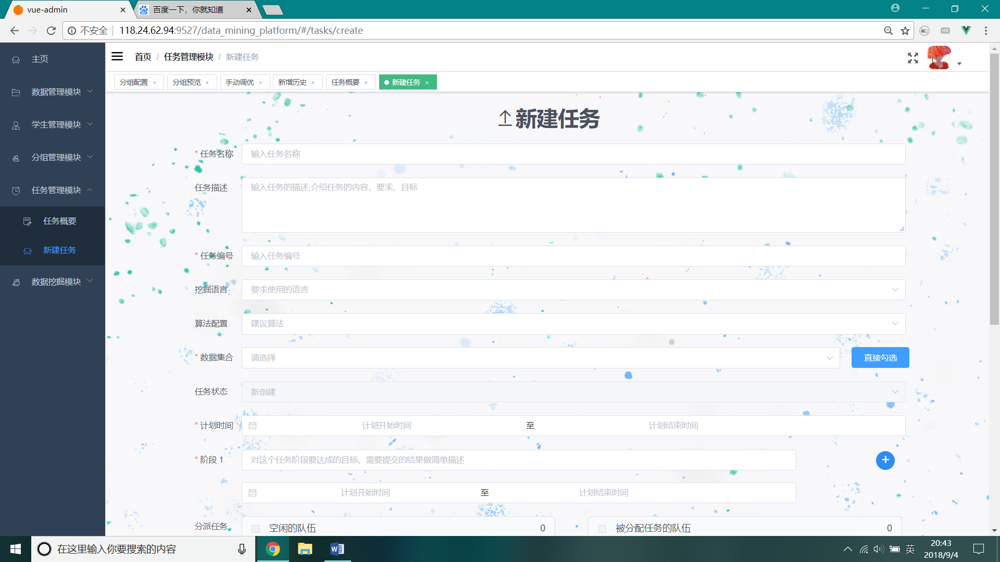 vue-admin
百度一下，你就知道
不安全
118.24.62.94:9527/data_mining_platform/#/tasks/create
主页
数据管理模块
学生管理模块
分组管理模块
任务管理模块
任务概要
新建任务
数据挖掘模块
首页 / 任务管理模块 / 新建任务
分组配置 × 分组预览 × 手动调优 × 新增历史 × 任务概要 × 新建任务 ×
新建任务
* 任务名称 输入任务名称
任务描述 输入任务的描述,介绍任务的内容、要求、目标
* 任务编号 输入任务编号
挖掘语言 要求使用的语言
算法配置 建议算法
* 数据集合 请选择 直接勾选
任务状态 新创建
* 计划时间 计划开始时间 至 计划结束时间
* 阶段 1 对这个任务阶段要达成的目标、需要提交的结果做简单描述
计划开始时间 至 计划结束时间
分派任务 空闲的队伍 0 被分配任务的队伍 0
在这里输入你要搜索的内容
英
20:43
2018/9/4